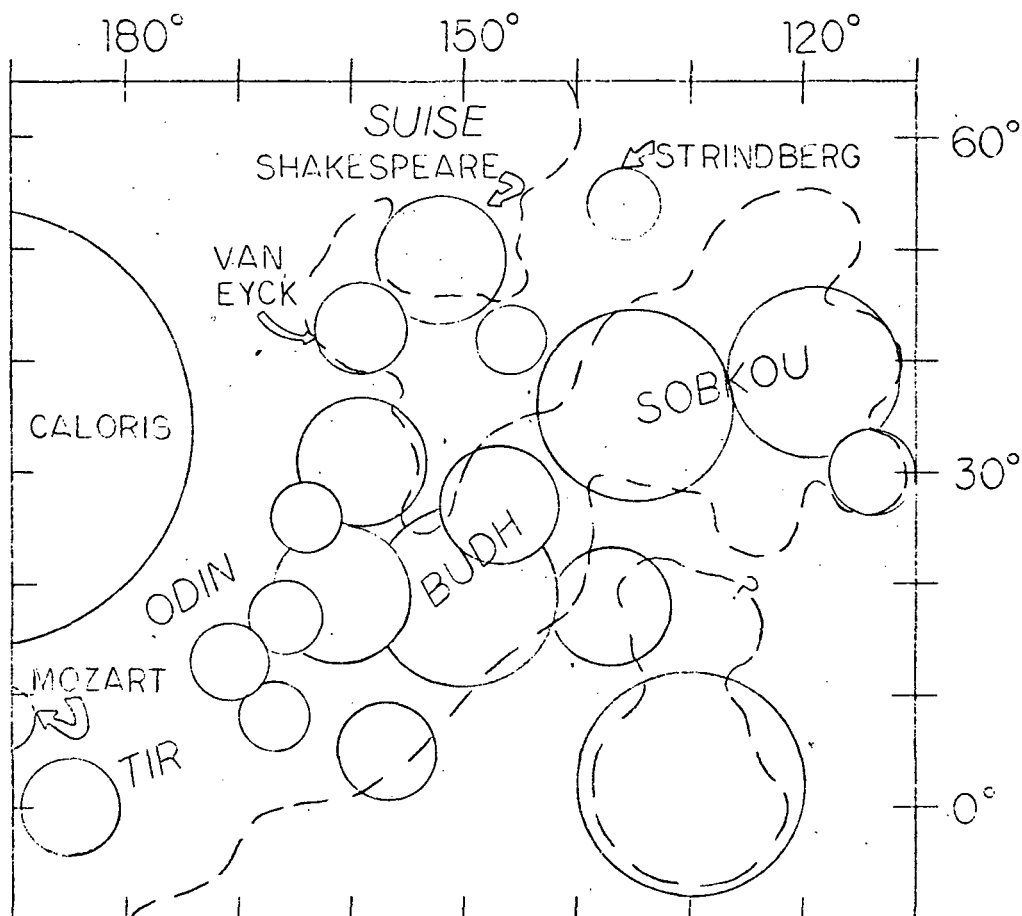 180° 150° 120°
SUISE
60°
SHAKESPEARE
STRINDBERG
VAN
EYCK
SOBKOU
CALORIS
30°
BUDH
ODIN
?
MOZART
TIR
0°